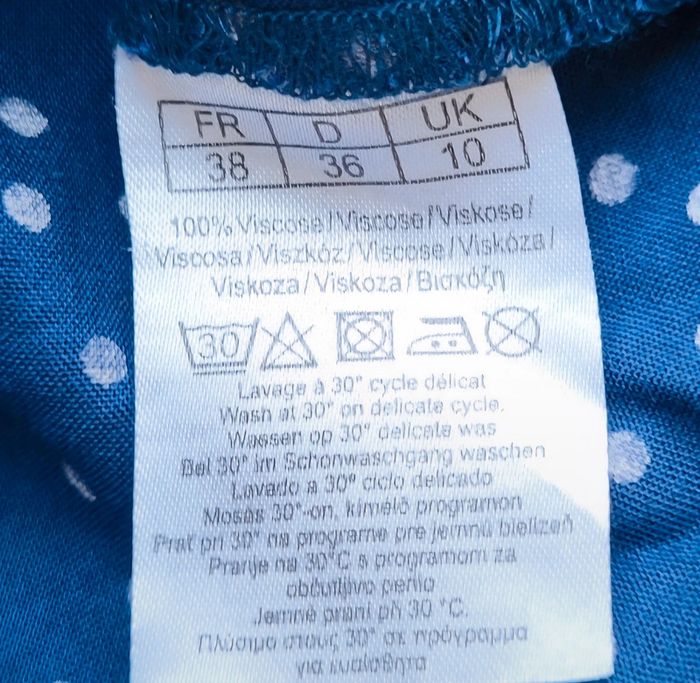 FR D UK
38 36 10
100% Viscose/Viscose/Viskose/
Viscosa/Viszkóz/Viscose/Viskóza/
Viskoza/Viskoza/Βισκόζη
30
Lavage à 30° cycle délicat
Wash at 30° on delicate cycle.
Wassen op 30° delicate was
Bei 30° im Schonwaschgang waschen
Lavado a 30º ciclo delicado
Mosás 30°-on, kímélő programon
Prať pri 30° na programe pre jemnú bielizeň
Pranje na 30°C s programom za
občutljivo perilo
Jemné praní při 30 °C.
Πλύσιμο στους 30° σε πρόγραμμα
για ευαίσθητα